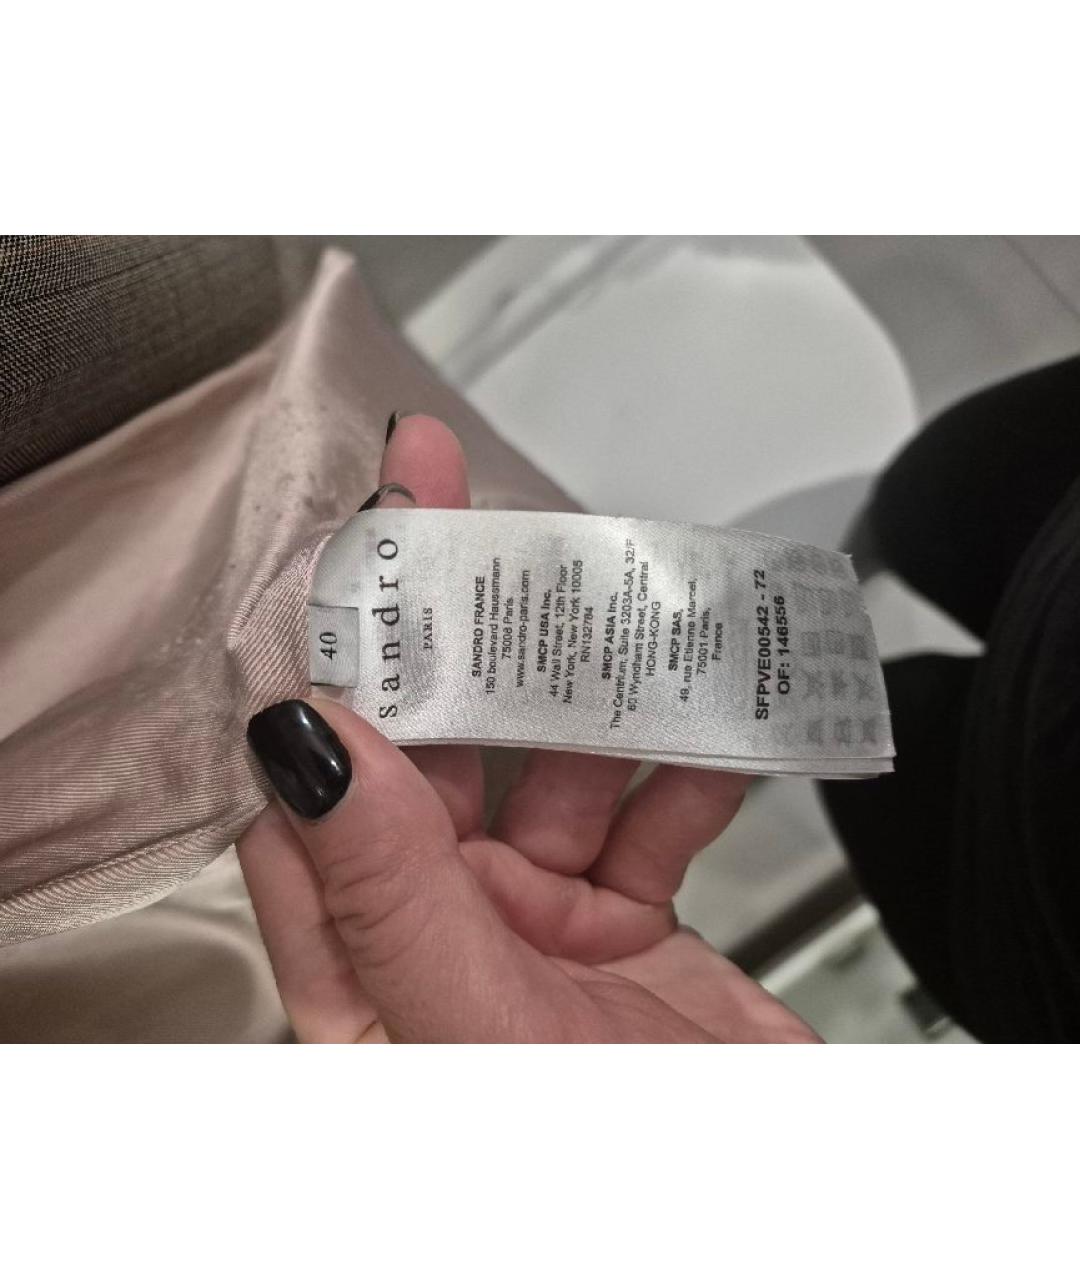 40
sandro
PARIS
SANDRO FRANCE
150 boulevard Haussmann
75008 Paris
www.sandro-paris.com
SMCP USA Inc.
44 Wall Street, 12th Floor
New York, New York 10005
RN132784
SMCP ASIA Inc.
The Centrium, Suite 3203A-5A, 32/F
60 Wyndham Street, Central
HONG-KONG
SMCP SAS,
49, rue Etienne Marcel,
75001 Paris,
France
SFPVE00542 - 72
OF: 146556